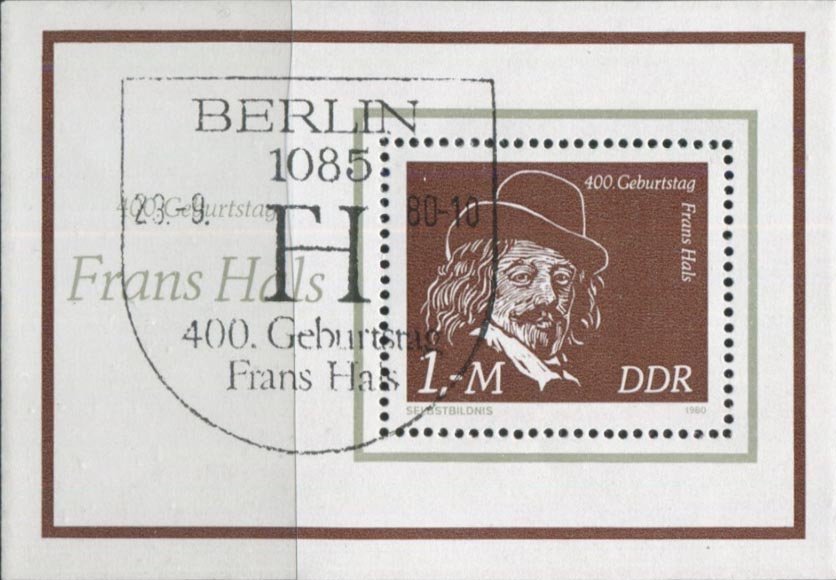 BERLIN
1085
23.-9. 80-10
FH
400. Geburtstag
Frans Hals
400. Geburtstag
Frans Hals
400. Geburtstag
Frans Hals
1,-M DDR
SELBSTBILDNIS 1980